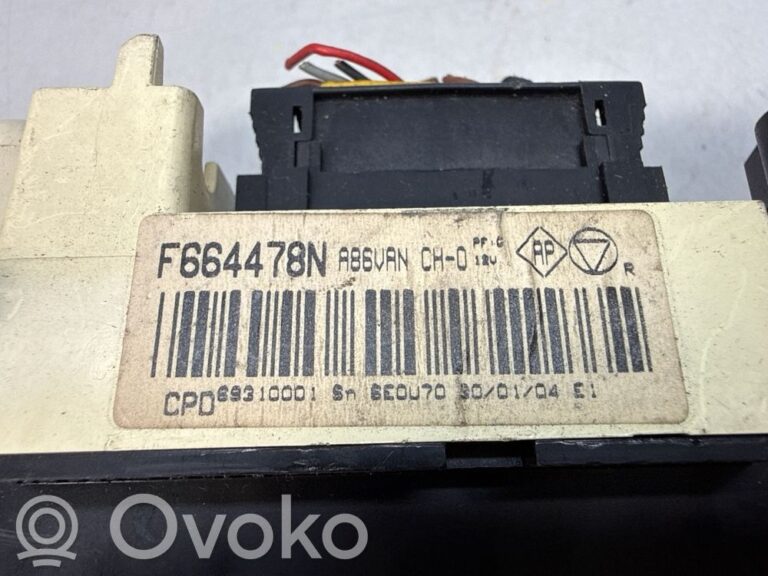 F664478N A86VAN CH-0 PF-C 12V AP R
CPD 69310001 Sn 6E0U70 30/01/04 E1
Ovoko